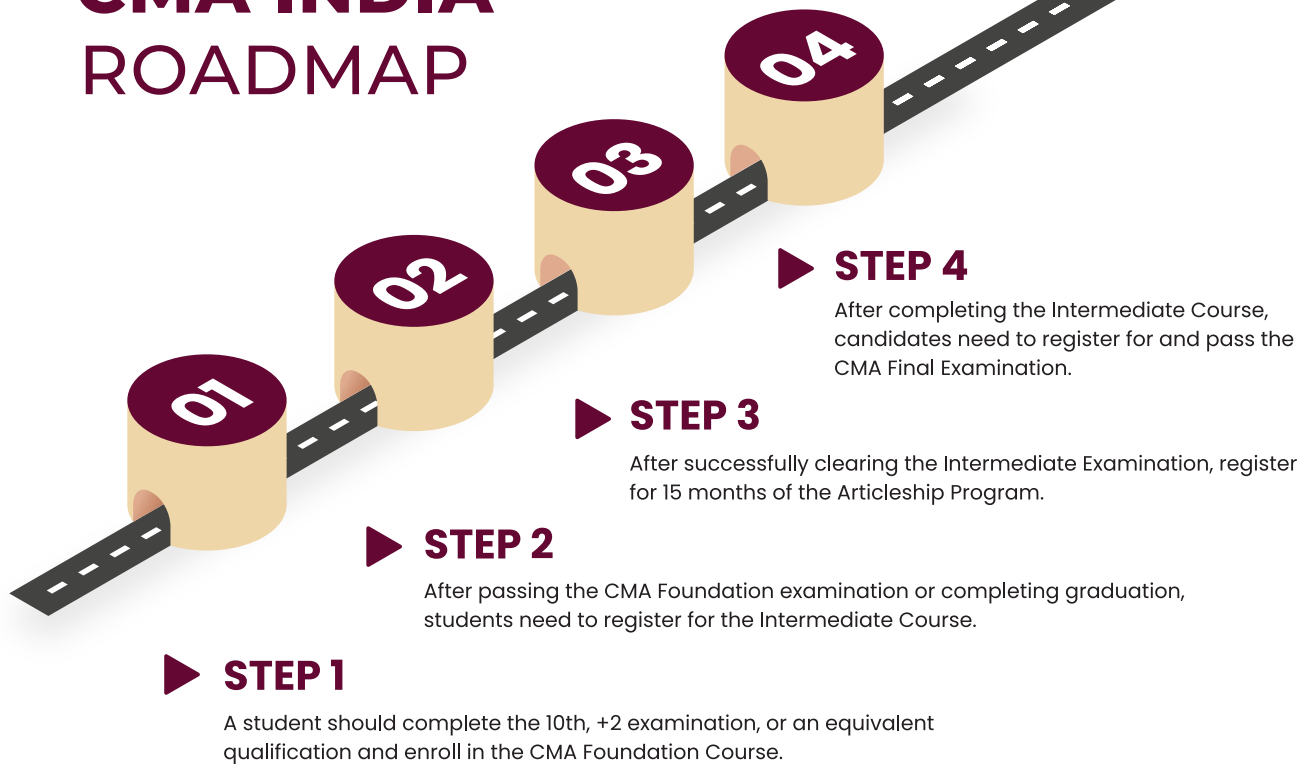 CMA INDIA
ROADMAP
04
03
02
01
STEP 4
After completing the Intermediate Course,
candidates need to register for and pass the
CMA Final Examination.
STEP 3
After successfully clearing the Intermediate Examination, register
for 15 months of the Articleship Program.
STEP 2
After passing the CMA Foundation examination or completing graduation,
students need to register for the Intermediate Course.
STEP 1
A student should complete the 10th, +2 examination, or an equivalent
qualification and enroll in the CMA Foundation Course.